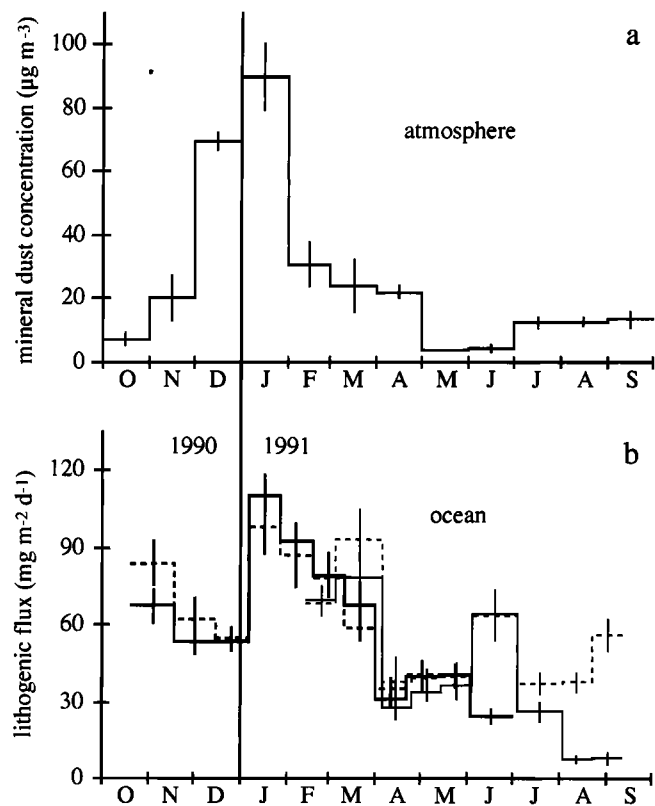 a
mineral dust concentration (µg m⁻³)
100
80
60
40
20
0
atmosphere
O N D J F M A M J J A S
b
1990 1991
lithogenic flux (mg m⁻² d⁻¹)
120
90
60
30
0
ocean
O N D J F M A M J J A S